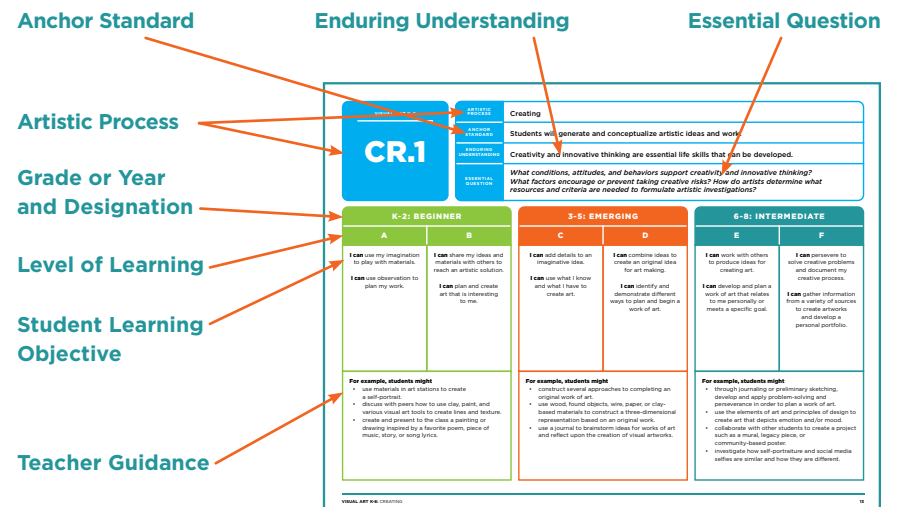 Anchor Standard
Enduring Understanding
Essential Question
Artistic Process
Grade or Year
and Designation
Level of Learning
Student Learning
Objective
Teacher Guidance
CR.1
ARTISTIC
PROCESS
Creating
ANCHOR
STANDARD
Students will generate and conceptualize artistic ideas and work.
ENDURING
UNDERSTANDING
Creativity and innovative thinking are essential life skills that can be developed.
ESSENTIAL
QUESTION
What conditions, attitudes, and behaviors support creativity and innovative thinking?
What factors encourage or prevent taking creative risks? How do artists determine what
resources and criteria are needed to formulate artistic investigations?
K-2: BEGINNER
A
B
I can use my imagination
to play with materials.
I can use observation to
plan my work.
I can share my ideas and
materials with others to
reach an artistic solution.
I can plan and create
art that is interesting
to me.
For example, students might
• use materials in art stations to create
a self-portrait.
• discuss with peers how to use clay, paint, and
various visual art tools to create lines and texture.
• create and present to the class a painting or
drawing inspired by a favorite poem, piece of
music, story, or song lyrics.
3-5: EMERGING
C
D
I can add details to an
imaginative idea.
I can use what I know
and what I have to
create art.
I can combine ideas to
create an original idea
for art making.
I can identify and
demonstrate different
ways to plan and begin a
work of art.
For example, students might
• construct several approaches to completing an
original work of art.
• use wood, found objects, wire, paper, or clay-
based materials to construct a three-dimensional
representation based on an original work.
• use a journal to brainstorm ideas for works of art
and reflect upon the creation of visual artworks.
6-8: INTERMEDIATE
E
F
I can work with others
to produce ideas for
creating art.
I can develop and plan a
work of art that relates
to me personally or
meets a specific goal.
I can persevere to
solve creative problems
and document my
creative process.
I can gather information
from a variety of sources
to create artworks
and develop a
personal portfolio.
For example, students might
• through journaling or preliminary sketching,
develop and apply problem-solving and
perseverance in order to plan a work of art.
• use the elements of art and principles of design to
create art that depicts emotion and/or mood.
• collaborate with other students to create a project
such as a mural, legacy piece, or
community-based poster.
• investigate how self-portraiture and social media
selfies are similar and how they are different.
VISUAL ART K-8: CREATING
13